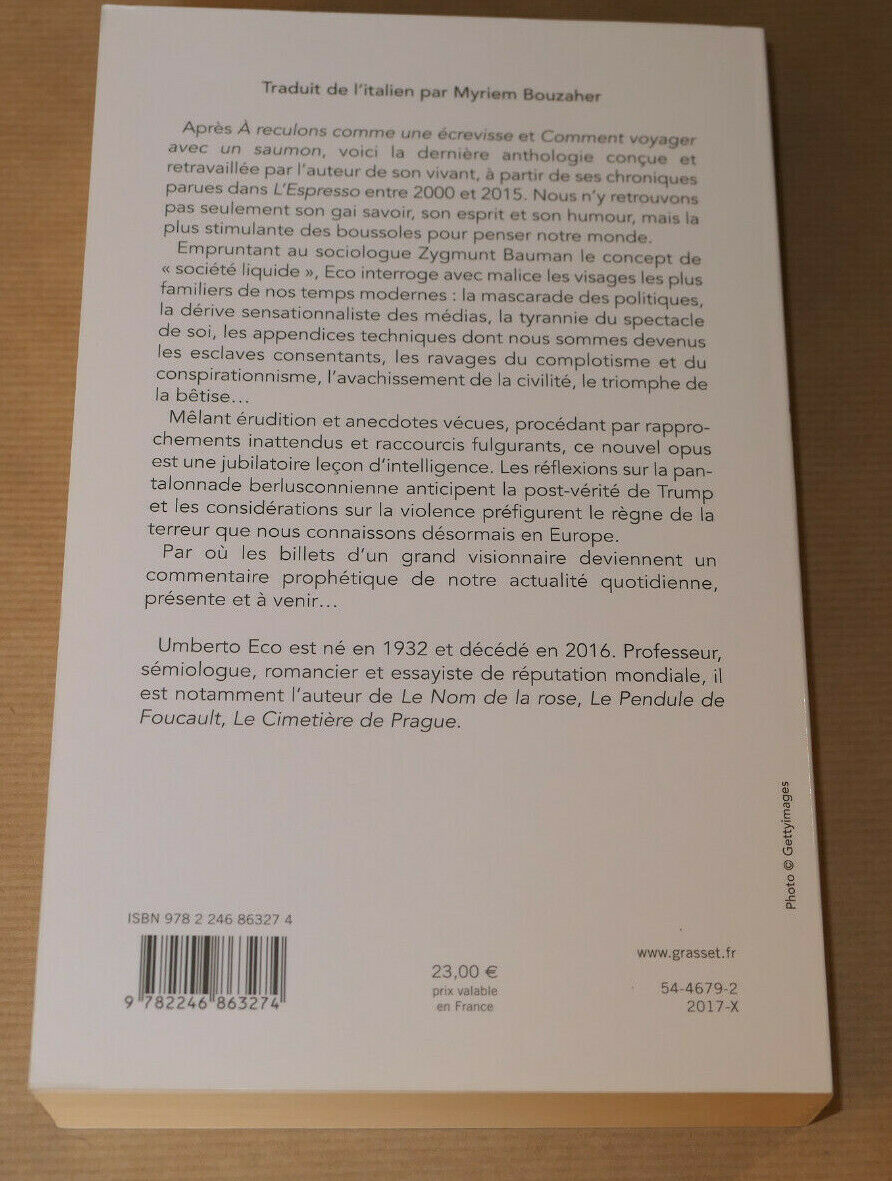 Traduit de l'italien par Myriem Bouzaher
Après À reculons comme une écrevisse et Comment voyager
avec un saumon, voici la dernière anthologie conçue et
retravaillée par l'auteur de son vivant, à partir de ses chroniques
parues dans L'Espresso entre 2000 et 2015. Nous n'y retrouvons
pas seulement son gai savoir, son esprit et son humour, mais la
plus stimulante des boussoles pour penser notre monde.
Empruntant au sociologue Zygmunt Bauman le concept de
« société liquide », Eco interroge avec malice les visages les plus
familiers de nos temps modernes : la mascarade des politiques,
la dérive sensationnaliste des médias, la tyrannie du spectacle
de soi, les appendices techniques dont nous sommes devenus
les esclaves consentants, les ravages du complotisme et du
conspirationnisme, l'avachissement de la civilité, le triomphe de
la bêtise...
Mêlant érudition et anecdotes vécues, procédant par rappro-
chements inattendus et raccourcis fulgurants, ce nouvel opus
est une jubilatoire leçon d'intelligence. Les réflexions sur la pan-
talonnade berlusconnienne anticipent la post-vérité de Trump
et les considérations sur la violence préfigurent le règne de la
terreur que nous connaissons désormais en Europe.
Par où les billets d'un grand visionnaire deviennent un
commentaire prophétique de notre actualité quotidienne,
présente et à venir...
Umberto Eco est né en 1932 et décédé en 2016. Professeur,
sémiologue, romancier et essayiste de réputation mondiale, il
est notamment l'auteur de Le Nom de la rose, Le Pendule de
Foucault, Le Cimetière de Prague.
Photo © Gettyimages
ISBN 978 2 246 86327 4
9 782246 863274
23,00 €
prix valable
en France
www.grasset.fr
54-4679-2
2017-X